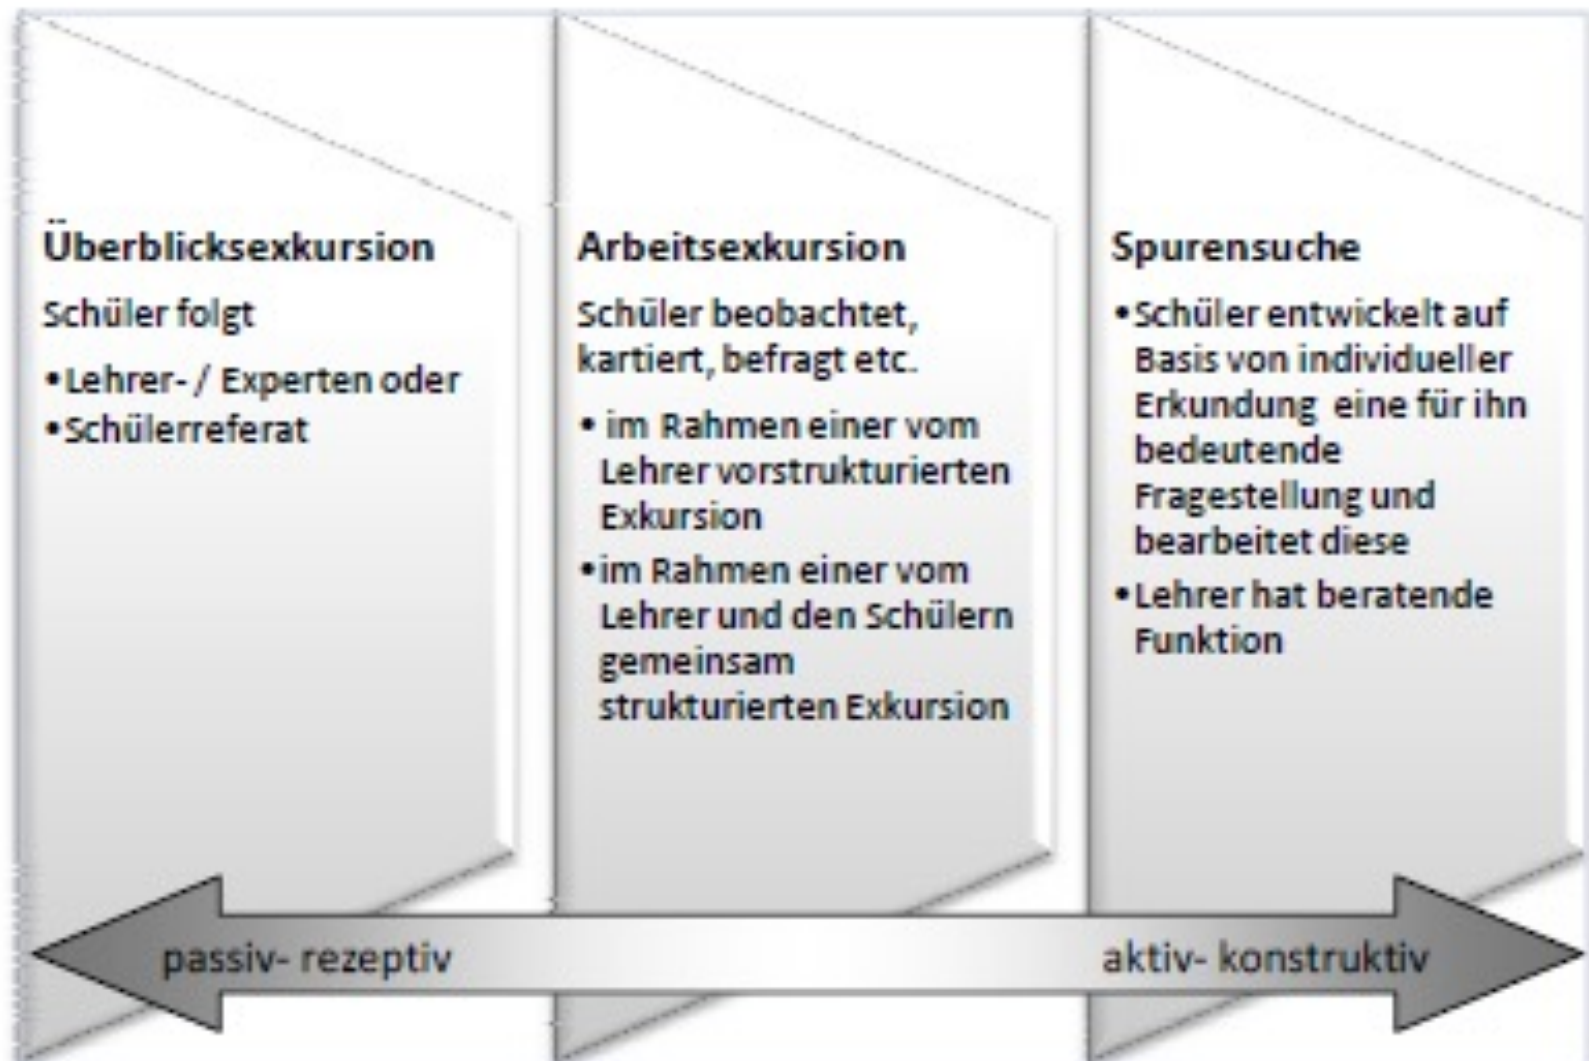 Überblicksexkursion
Schüler folgt
•Lehrer- / Experten oder
•Schülerreferat
Arbeitsexkursion
Schüler beobachtet,
kartiert, befragt etc.
• im Rahmen einer vom
Lehrer vorstrukturierten
Exkursion
•im Rahmen einer vom
Lehrer und den Schülern
gemeinsam
strukturierten Exkursion
Spurensuche
•Schüler entwickelt auf
Basis von individueller
Erkundung eine für ihn
bedeutende
Fragestellung und
bearbeitet diese
•Lehrer hat beratende
Funktion
passiv- rezeptiv
aktiv- konstruktiv